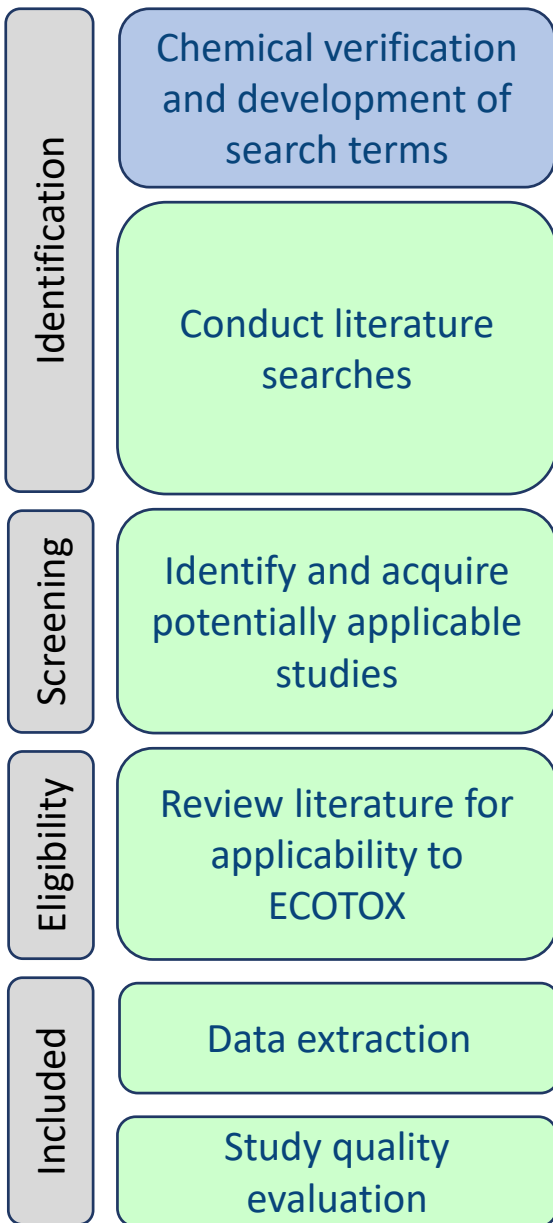 Identification
Chemical verification
and development of
search terms
Conduct literature
searches
Screening
Identify and acquire
potentially applicable
studies
Eligibility
Review literature for
applicability to
ECOTOX
Included
Data extraction
Study quality
evaluation